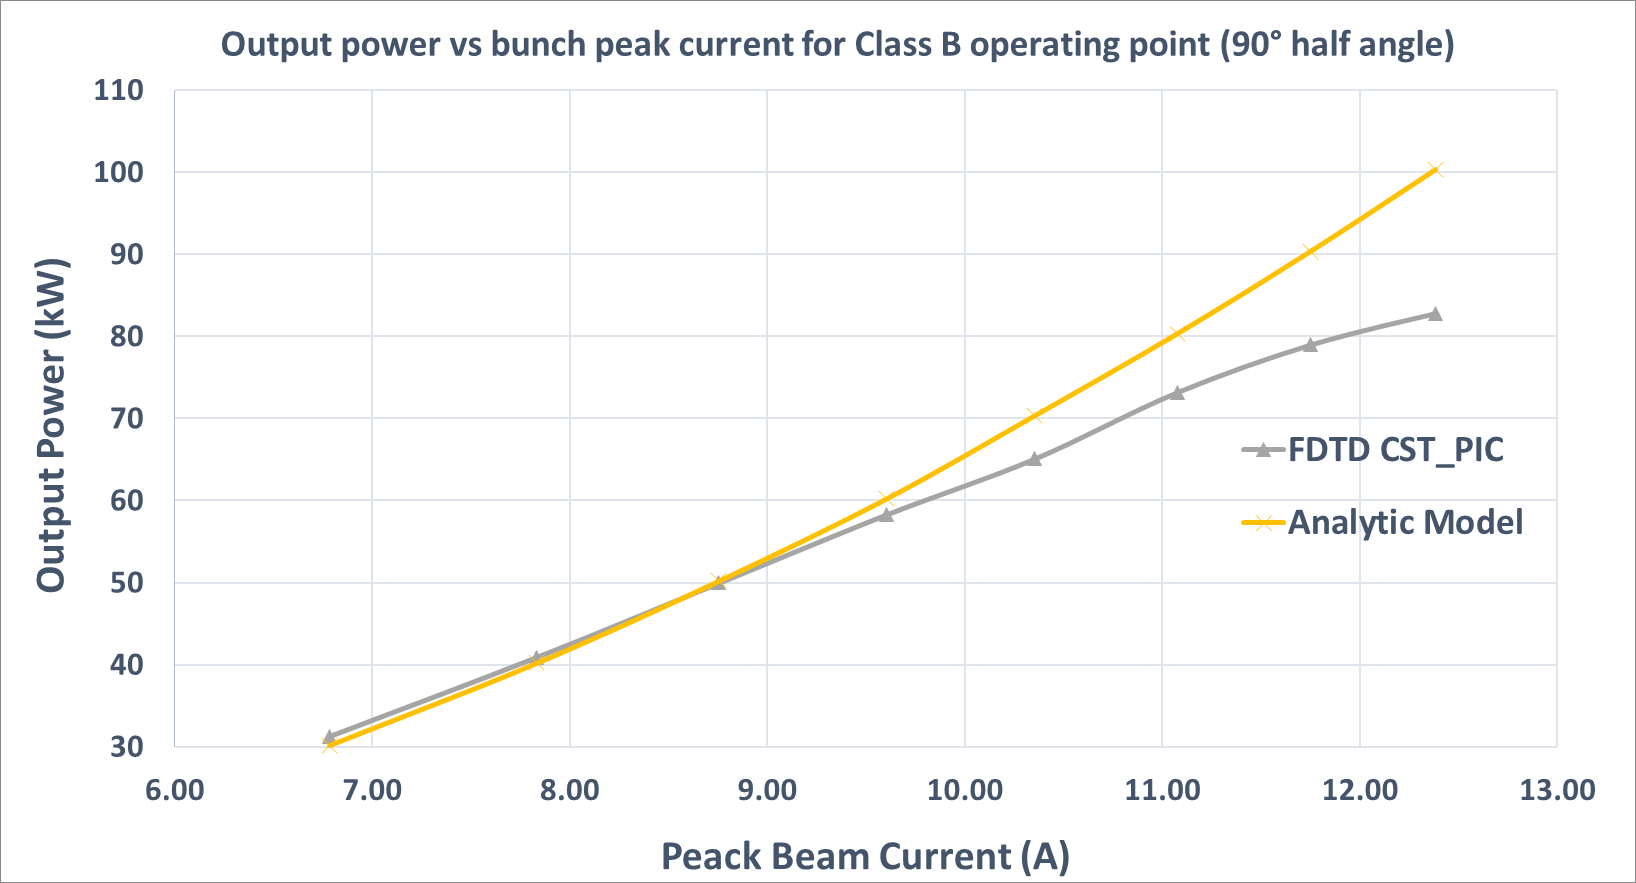 Output power vs bunch peak current for Class B operating point (90° half angle)
110
100
90
80
70
60
50
40
30
Output Power (kW)
FDTD CST_PIC
Analytic Model
6.00 7.00 8.00 9.00 10.00 11.00 12.00 13.00
Peack Beam Current (A)